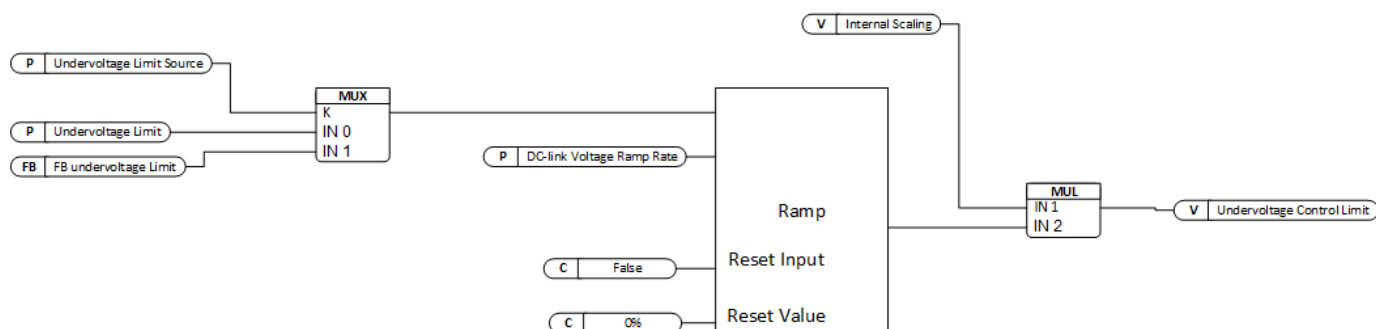 V Internal Scaling
P Undervoltage Limit Source
MUX
K
P Undervoltage Limit
IN 0
IN 1
FB FB undervoltage Limit
P DC-link Voltage Ramp Rate
MUL
IN 1
IN 2
V Undervoltage Control Limit
Ramp
C False
Reset Input
C 0%
Reset Value